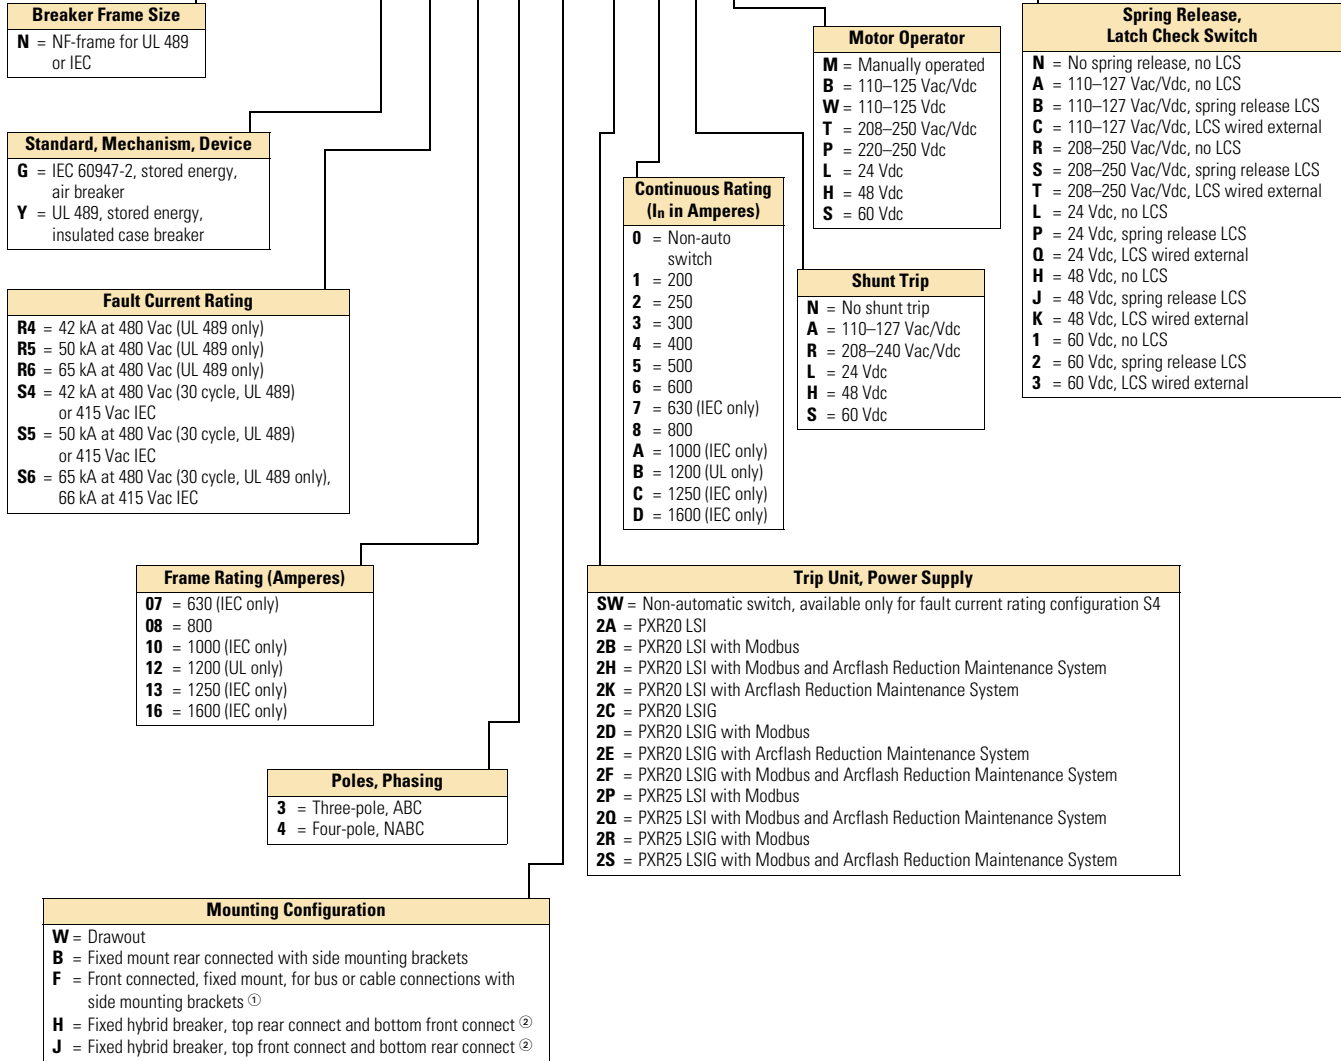 Breaker Frame Size
N = NF-frame for UL 489
or IEC
Standard, Mechanism, Device
G = IEC 60947-2, stored energy,
air breaker
Y = UL 489, stored energy,
insulated case breaker
Fault Current Rating
R4 = 42 kA at 480 Vac (UL 489 only)
R5 = 50 kA at 480 Vac (UL 489 only)
R6 = 65 kA at 480 Vac (UL 489 only)
S4 = 42 kA at 480 Vac (30 cycle, UL 489)
or 415 Vac IEC
S5 = 50 kA at 480 Vac (30 cycle, UL 489)
or 415 Vac IEC
S6 = 65 kA at 480 Vac (30 cycle, UL 489 only),
66 kA at 415 Vac IEC
Frame Rating (Amperes)
07 = 630 (IEC only)
08 = 800
10 = 1000 (IEC only)
12 = 1200 (UL only)
13 = 1250 (IEC only)
16 = 1600 (IEC only)
Poles, Phasing
3 = Three-pole, ABC
4 = Four-pole, NABC
Mounting Configuration
W = Drawout
B = Fixed mount rear connected with side mounting brackets
F = Front connected, fixed mount, for bus or cable connections with
side mounting brackets ①
H = Fixed hybrid breaker, top rear connect and bottom front connect ②
J = Fixed hybrid breaker, top front connect and bottom rear connect ②
Trip Unit, Power Supply
SW = Non-automatic switch, available only for fault current rating configuration S4
2A = PXR20 LSI
2B = PXR20 LSI with Modbus
2H = PXR20 LSI with Modbus and Arcflash Reduction Maintenance System
2K = PXR20 LSI with Arcflash Reduction Maintenance System
2C = PXR20 LSIG
2D = PXR20 LSIG with Modbus
2E = PXR20 LSIG with Arcflash Reduction Maintenance System
2F = PXR20 LSIG with Modbus and Arcflash Reduction Maintenance System
2P = PXR25 LSI with Modbus
2Q = PXR25 LSI with Modbus and Arcflash Reduction Maintenance System
2R = PXR25 LSIG with Modbus
2S = PXR25 LSIG with Modbus and Arcflash Reduction Maintenance System
Continuous Rating
(In in Amperes)
0 = Non-auto
switch
1 = 200
2 = 250
3 = 300
4 = 400
5 = 500
6 = 600
7 = 630 (IEC only)
8 = 800
A = 1000 (IEC only)
B = 1200 (UL only)
C = 1250 (IEC only)
D = 1600 (IEC only)
Shunt Trip
N = No shunt trip
A = 110–127 Vac/Vdc
R = 208–240 Vac/Vdc
L = 24 Vdc
H = 48 Vdc
S = 60 Vdc
Motor Operator
M = Manually operated
B = 110–125 Vac/Vdc
W = 110–125 Vdc
T = 208–250 Vac/Vdc
P = 220–250 Vdc
L = 24 Vdc
H = 48 Vdc
S = 60 Vdc
Spring Release,
Latch Check Switch
N = No spring release, no LCS
A = 110–127 Vac/Vdc, no LCS
B = 110–127 Vac/Vdc, spring release LCS
C = 110–127 Vac/Vdc, LCS wired external
R = 208–250 Vac/Vdc, no LCS
S = 208–250 Vac/Vdc, spring release LCS
T = 208–250 Vac/Vdc, LCS wired external
L = 24 Vdc, no LCS
P = 24 Vdc, spring release LCS
Q = 24 Vdc, LCS wired external
H = 48 Vdc, no LCS
J = 48 Vdc, spring release LCS
K = 48 Vdc, LCS wired external
1 = 60 Vdc, no LCS
2 = 60 Vdc, spring release LCS
3 = 60 Vdc, LCS wired external